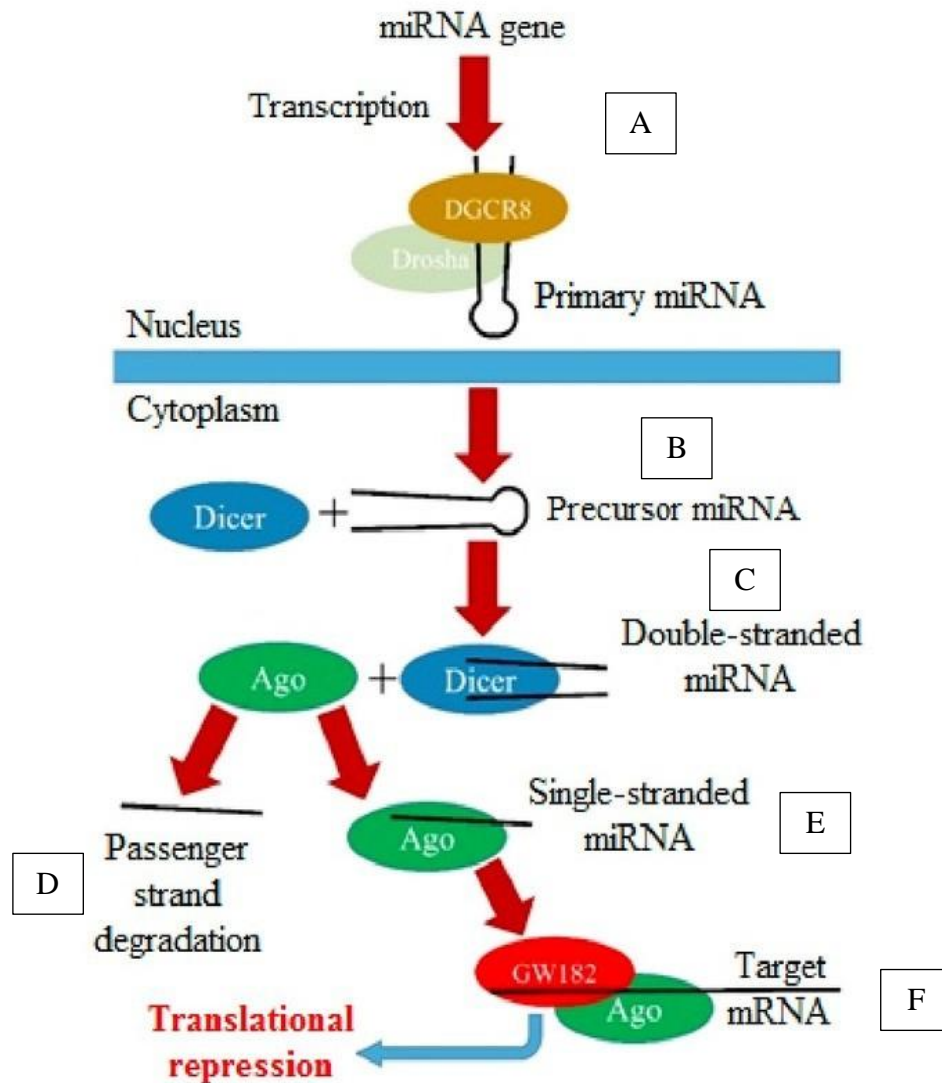 miRNA gene
Transcription
A
DGCR8
Drosha
Primary miRNA
Nucleus
Cytoplasm
B
Dicer
+
Precursor miRNA
C
Double-stranded
miRNA
Ago
+
Dicer
Single-stranded
miRNA
E
Ago
D
Passenger
strand
degradation
GW182
Target
mRNA
Ago
F
Translational
repression